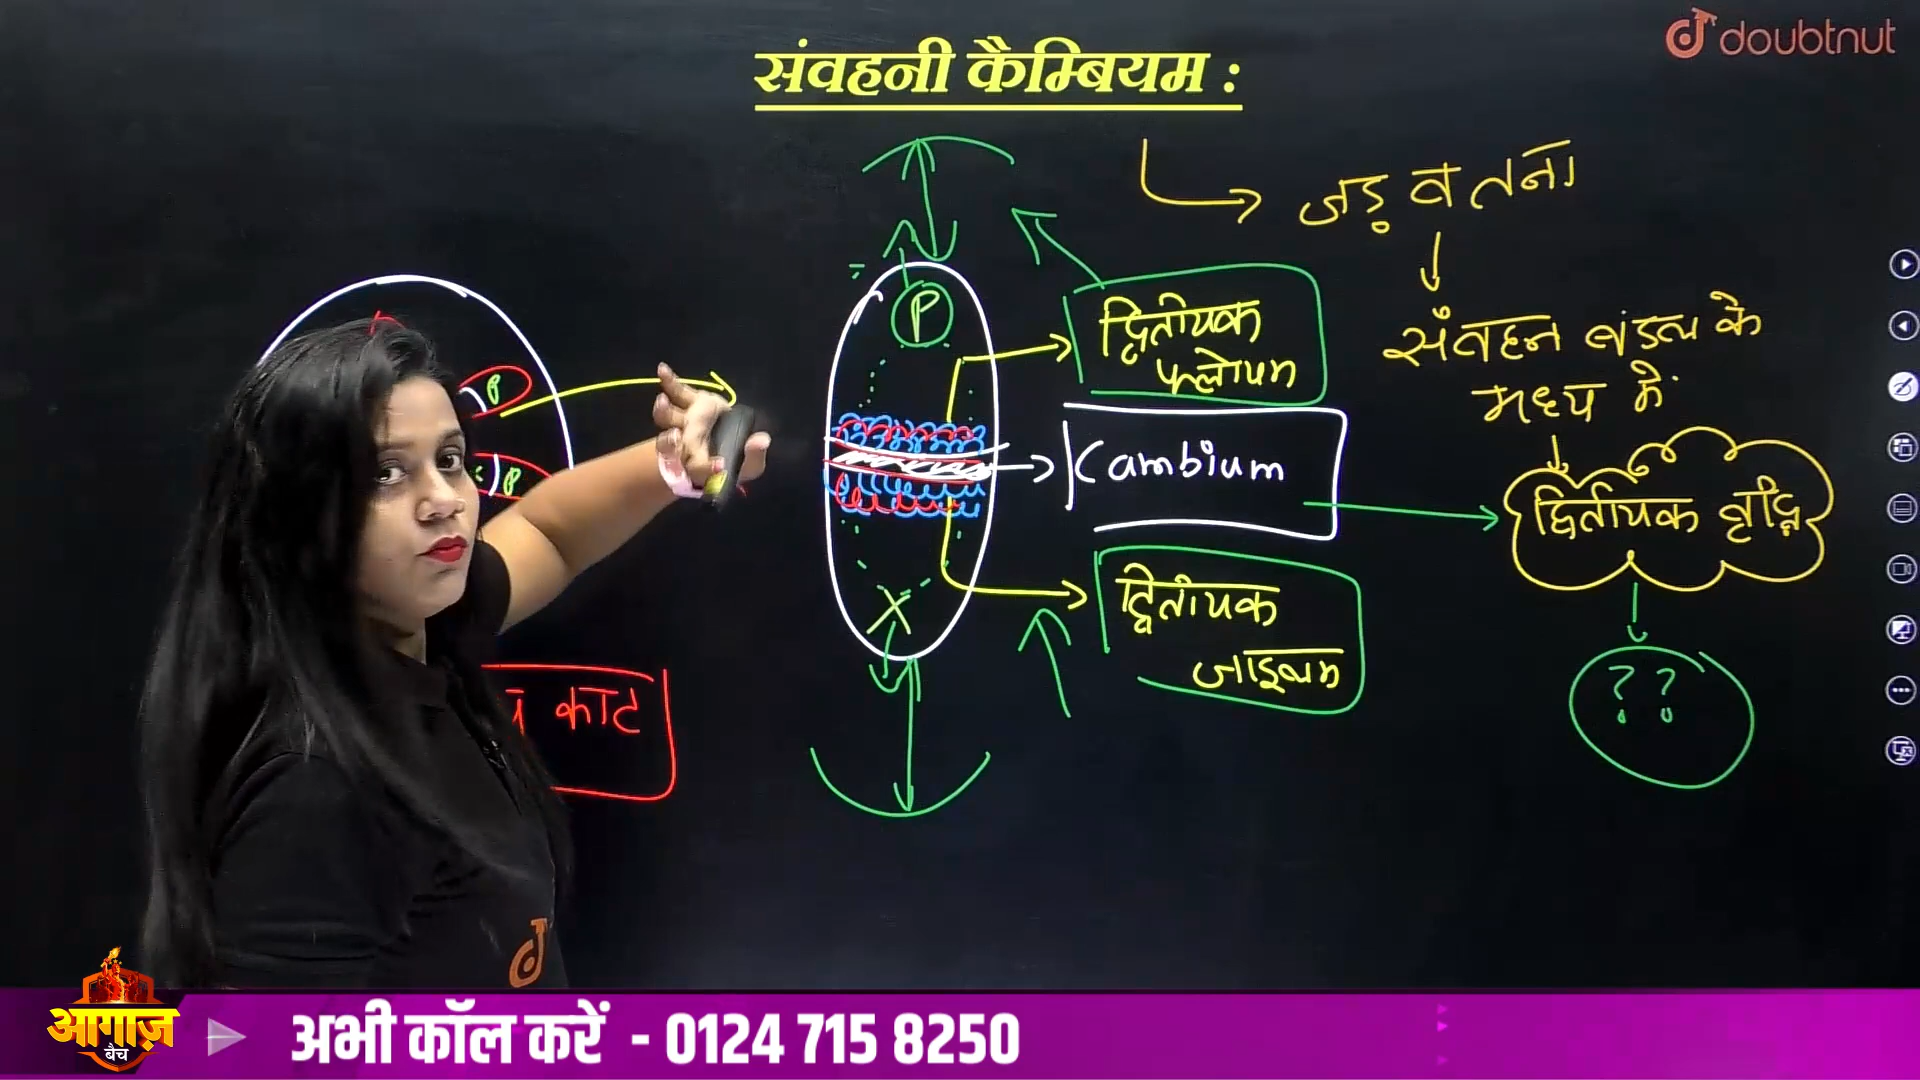 doubtnut
संवहनी कैम्बियम :
जड़ व तना
संवहन बंडल के
मध्य में
द्वितीयक वृद्धि
? ?
P
द्वितीयक
फ्लोएम
Cambium
द्वितीयक
जाइलम
X
P
P
काट
आगाज़
बैच
अभी कॉल करें - 0124 715 8250